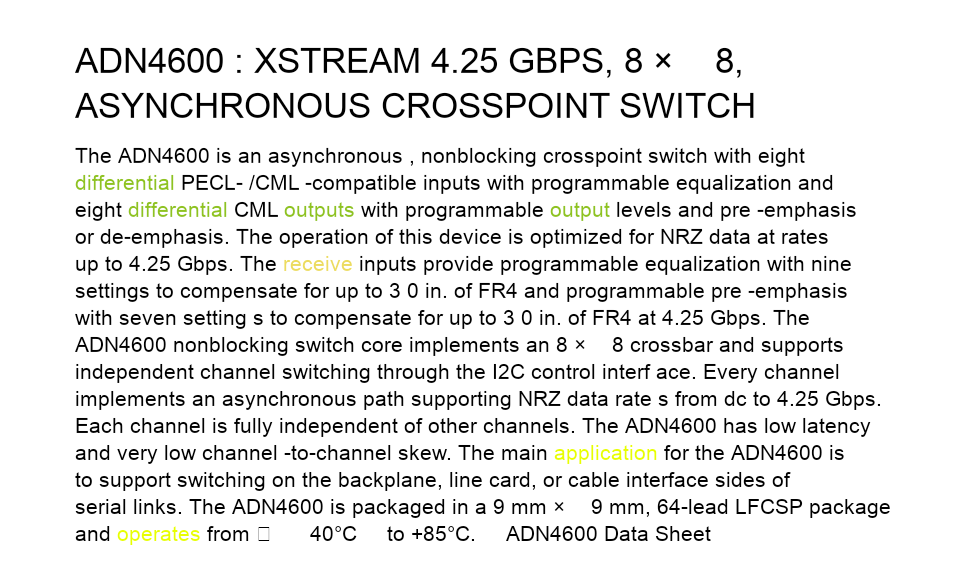 ADN4600 : XSTREAM 4.25 GBPS, 8 × 8,
ASYNCHRONOUS CROSSPOINT SWITCH
The ADN4600 is an asynchronous , nonblocking crosspoint switch with eight
differential PECL- /CML -compatible inputs with programmable equalization and
eight differential CML outputs with programmable output levels and pre -emphasis
or de-emphasis. The operation of this device is optimized for NRZ data at rates
up to 4.25 Gbps. The receive inputs provide programmable equalization with nine
settings to compensate for up to 3 0 in. of FR4 and programmable pre -emphasis
with seven setting s to compensate for up to 3 0 in. of FR4 at 4.25 Gbps. The
ADN4600 nonblocking switch core implements an 8 × 8 crossbar and supports
independent channel switching through the I2C control interf ace. Every channel
implements an asynchronous path supporting NRZ data rate s from dc to 4.25 Gbps.
Each channel is fully independent of other channels. The ADN4600 has low latency
and very low channel -to-channel skew. The main application for the ADN4600 is
to support switching on the backplane, line card, or cable interface sides of
serial links. The ADN4600 is packaged in a 9 mm × 9 mm, 64-lead LFCSP package
and operates from  40°C to +85°C. ADN4600 Data Sheet